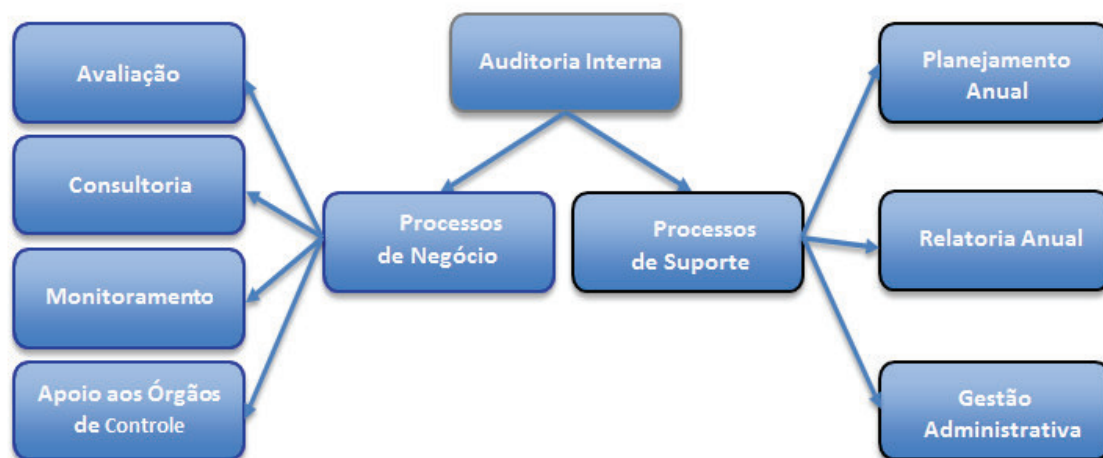 Auditoria Interna
Processos
de Negócio
Processos
de Suporte
Avaliação
Consultoria
Monitoramento
Apoio aos Órgãos
de Controle
Planejamento
Anual
Relatoria Anual
Gestão
Administrativa